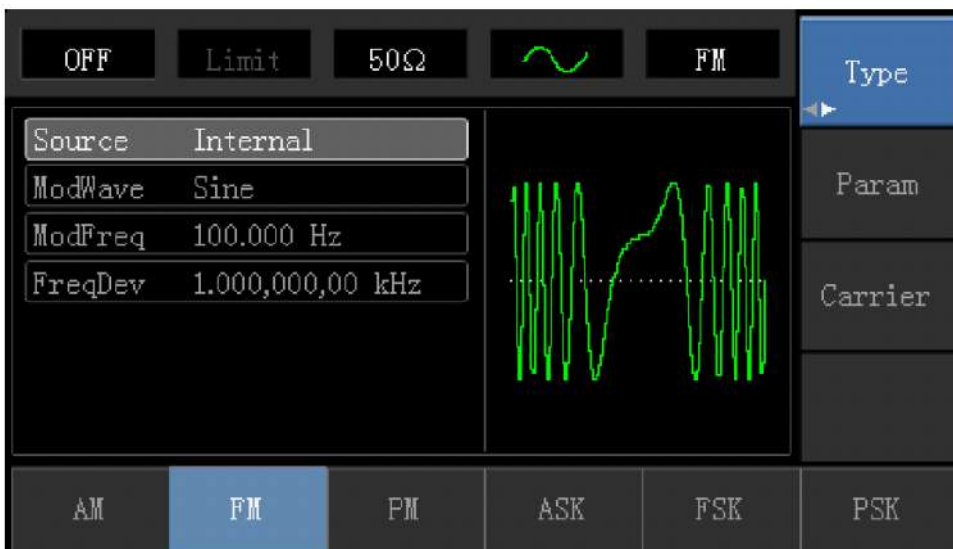 OFF Limit 50Ω FM
Type
Source Internal
ModWave Sine
ModFreq 100.000 Hz
FreqDev 1.000,000,00 kHz
Param
Carrier
AM FM PM ASK FSK PSK